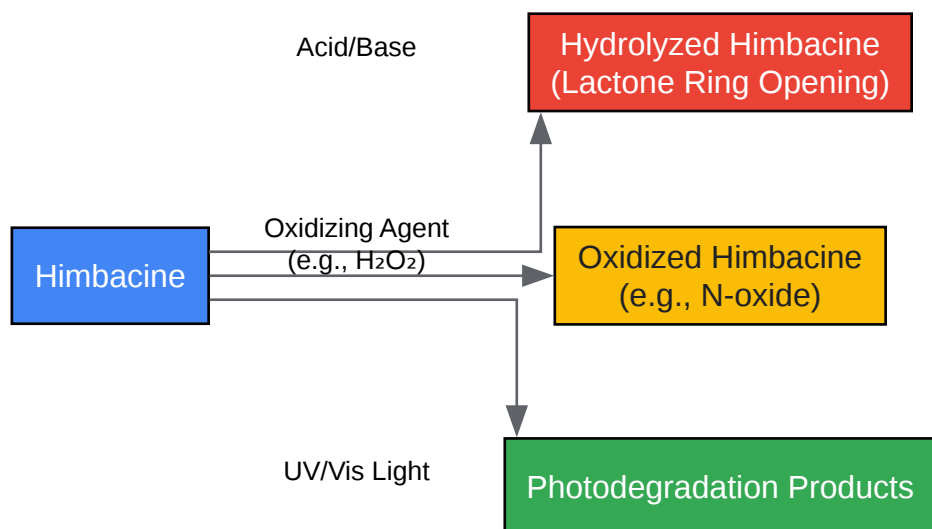 Acid/Base
Hydrolyzed Himbacine
(Lactone Ring Opening)
Himbacine
Oxidizing Agent
(e.g., H₂O₂)
Oxidized Himbacine
(e.g., N-oxide)
UV/Vis Light
Photodegradation Products